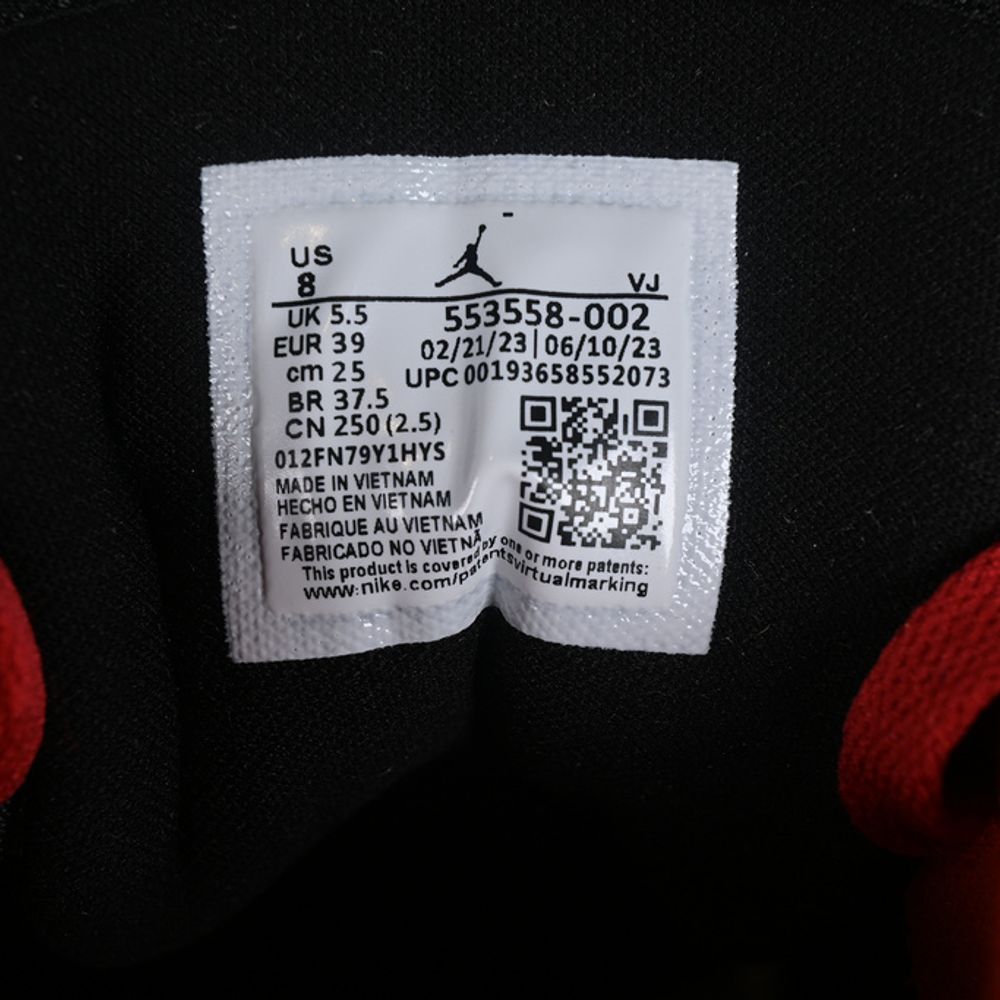 US
8
VJ
UK 5.5
EUR 39
cm 25
BR 37.5
CN 250(2.5)
553558-002
02/21/23|06/10/23
UPC 00193658552073
012FN79Y1HYS
MADE IN VIETNAM
HECHO EN VIETNAM
FABRIQUE AU VIETNAM
FABRICADO NO VIETNÃ
This product is covered by one or more patents:
www.nike.com/patentsvirtualmarking